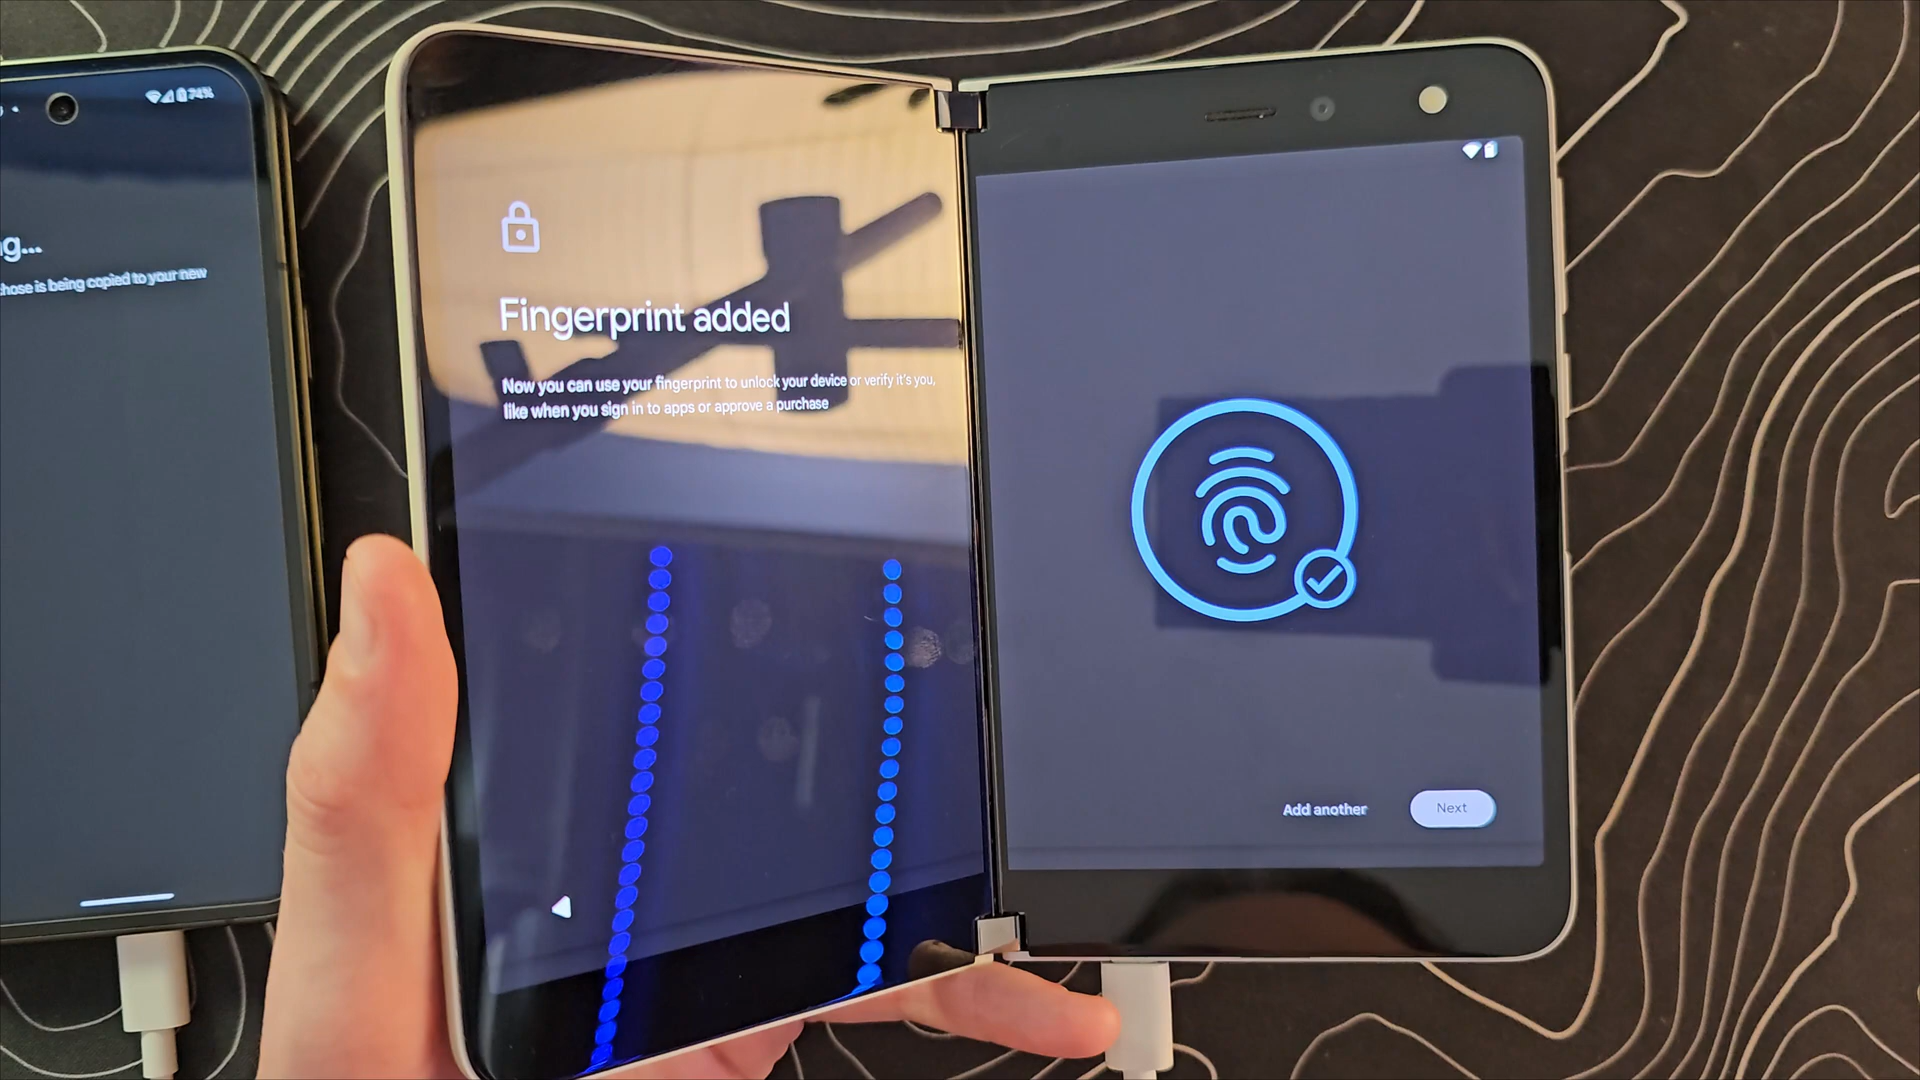 74%
g...
hose is being copied to your new
Fingerprint added
Now you can use your fingerprint to unlock your device or verify it's you,
like when you sign in to apps or approve a purchase
Add another
Next